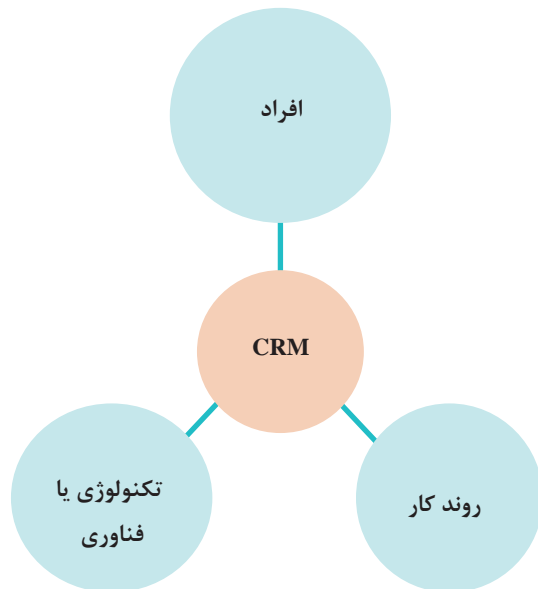 افراد
CRM
روند کار
تکنولوژی یا
فناوری